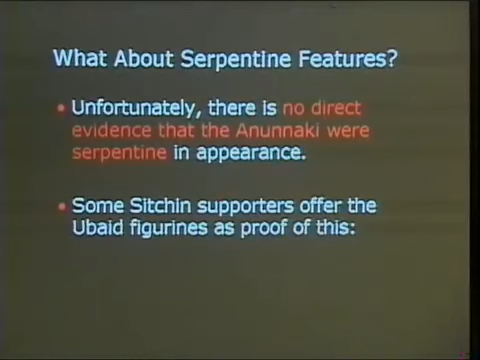 What About Serpentine Features?
• Unfortunately, there is no direct
evidence that the Anunnaki were
serpentine in appearance.
• Some Sitchin supporters offer the
Ubaid figurines as proof of this: